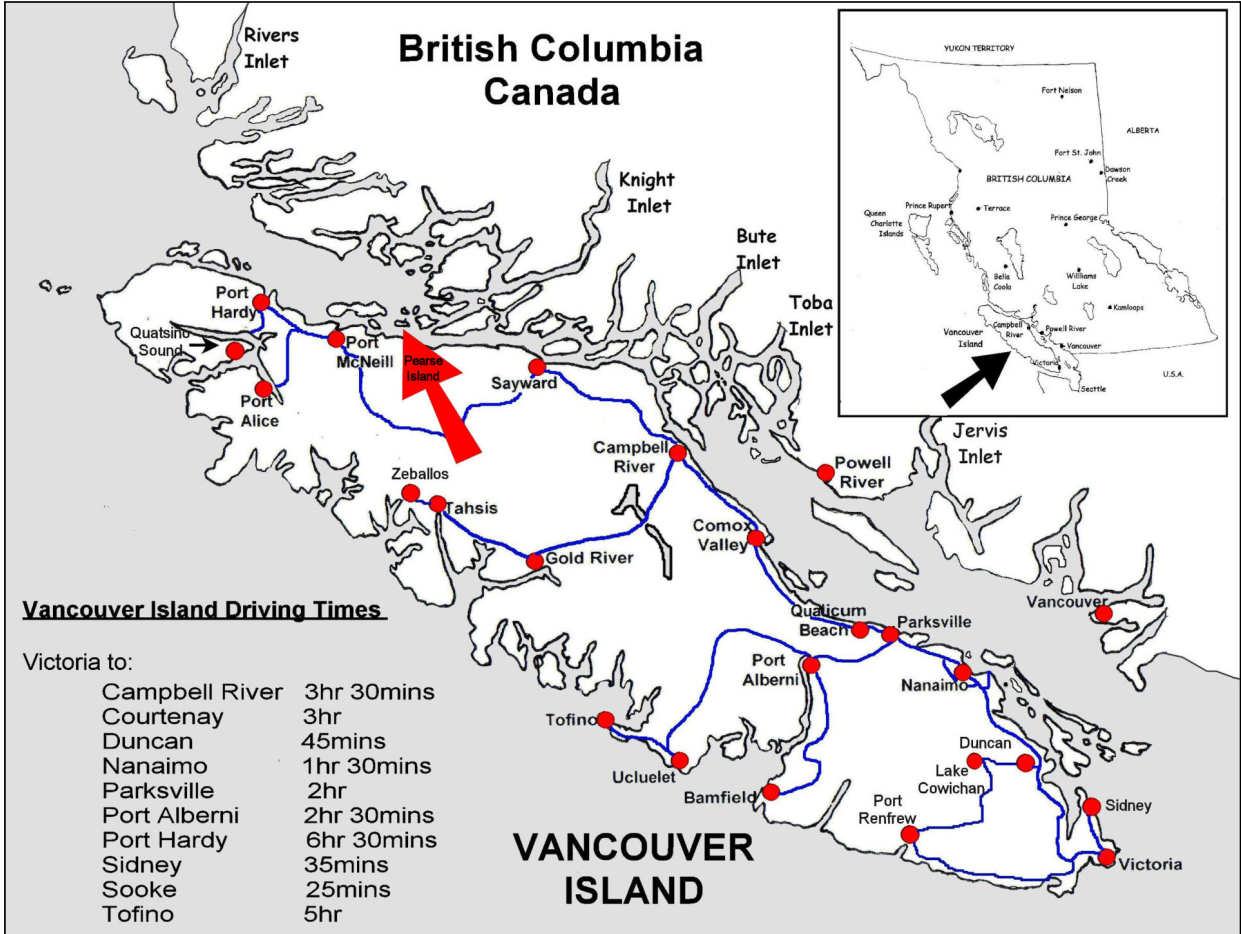 British Columbia
Canada
Rivers
Inlet
Knight
Inlet
Bute
Inlet
Toba
Inlet
Jervis
Inlet
Port
Hardy
Quatsino
Sound
Port
McNeill
Pearse
Island
Port
Alice
Sayward
Campbell
River
Powell
River
Zeballos
Tahsis
Gold River
Comox
Valley
Qualicum
Beach
Parksville
Vancouver
Port
Alberni
Nanaimo
Tofino
Ucluelet
Bamfield
Duncan
Lake
Cowichan
Port
Renfrew
Sidney
Victoria
VANCOUVER
ISLAND
Vancouver Island Driving Times
Victoria to:
Campbell River 3hr 30mins
Courtenay 3hr
Duncan 45mins
Nanaimo 1hr 30mins
Parksville 2hr
Port Alberni 2hr 30mins
Port Hardy 6hr 30mins
Sidney 35mins
Sooke 25mins
Tofino 5hr
YUKON TERRITORY
Fort Nelson
ALBERTA
Fort St. John
Dawson
Creek
BRITISH COLUMBIA
Prince Rupert
Terrace
Queen
Charlotte
Islands
Prince George
Bella
Coola
Williams
Lake
Kamloops
Campbell
River
Powell River
Vancouver
Island
Vancouver
Victoria
Seattle
U.S.A.